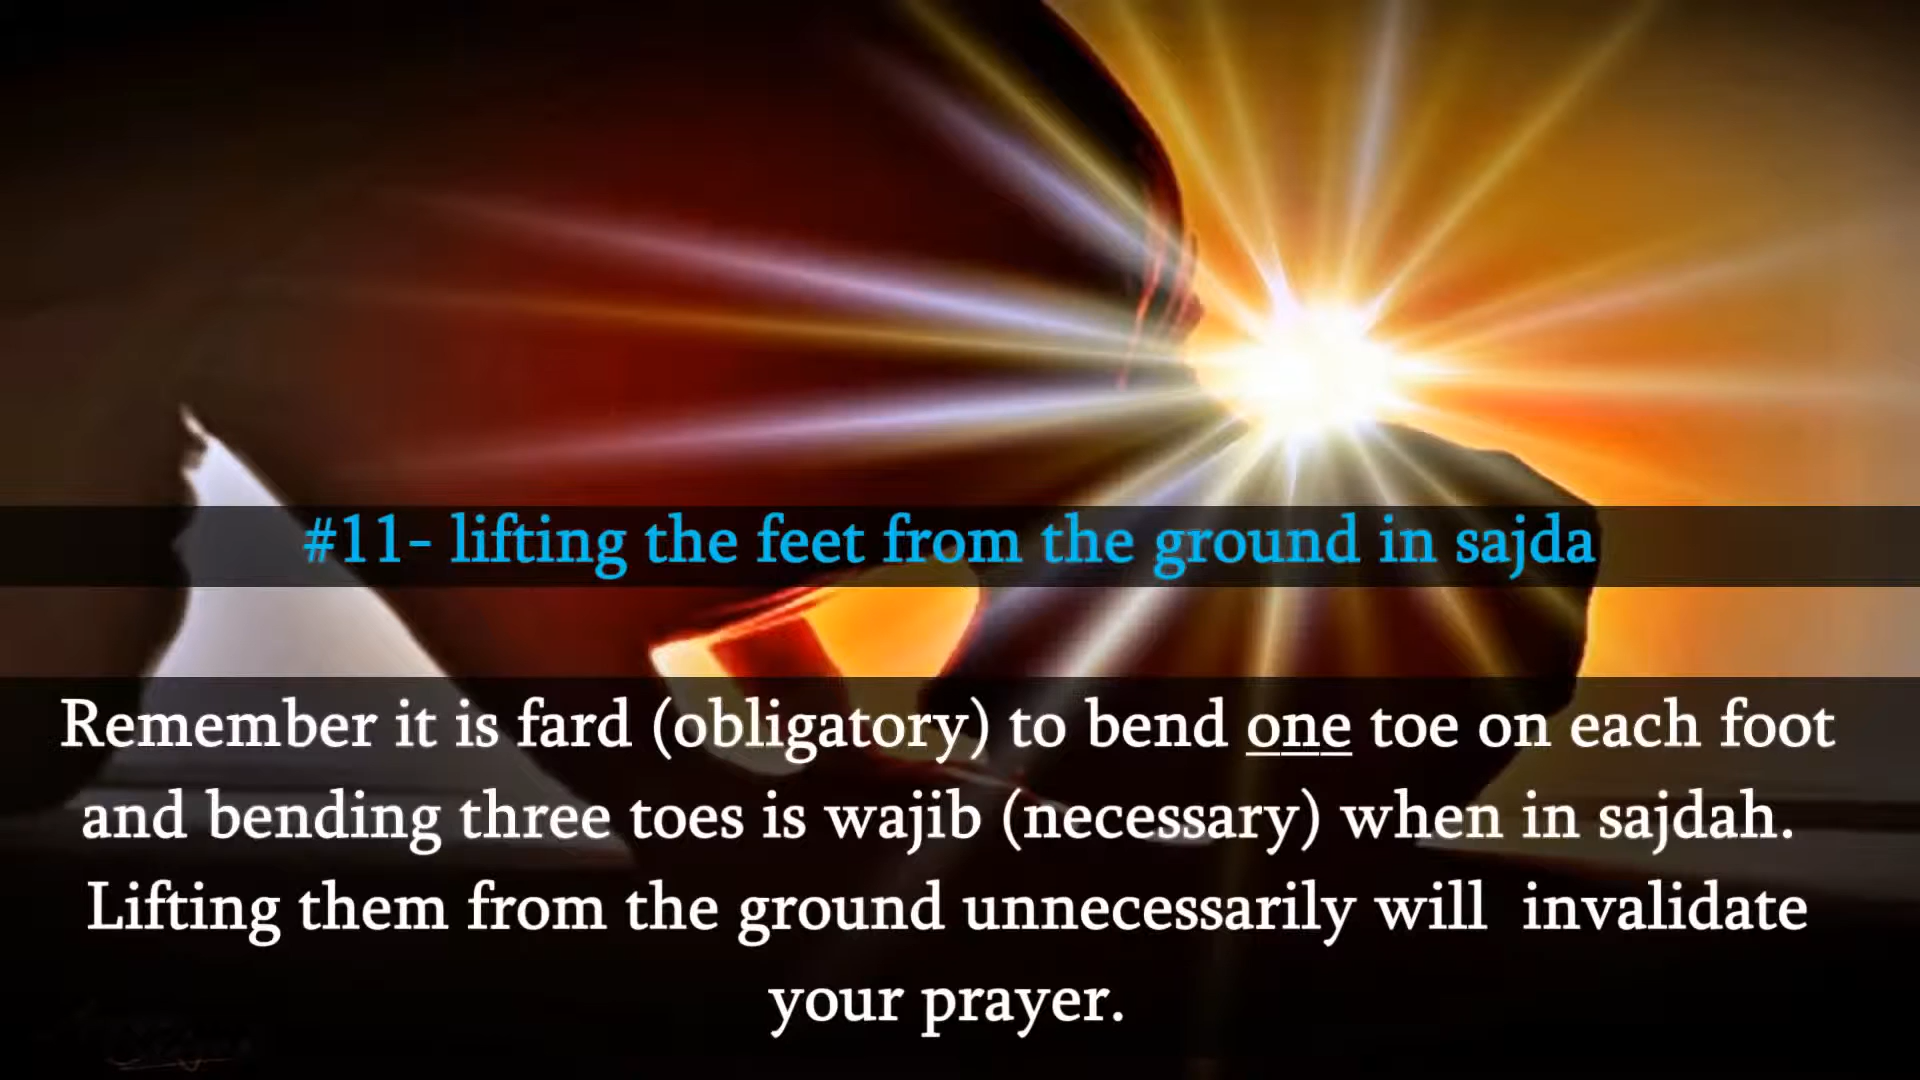 #11- lifting the feet from the ground in sajda
Remember it is fard (obligatory) to bend one toe on each foot
and bending three toes is wajib (necessary) when in sajdah.
Lifting them from the ground unnecessarily will  invalidate
your prayer.